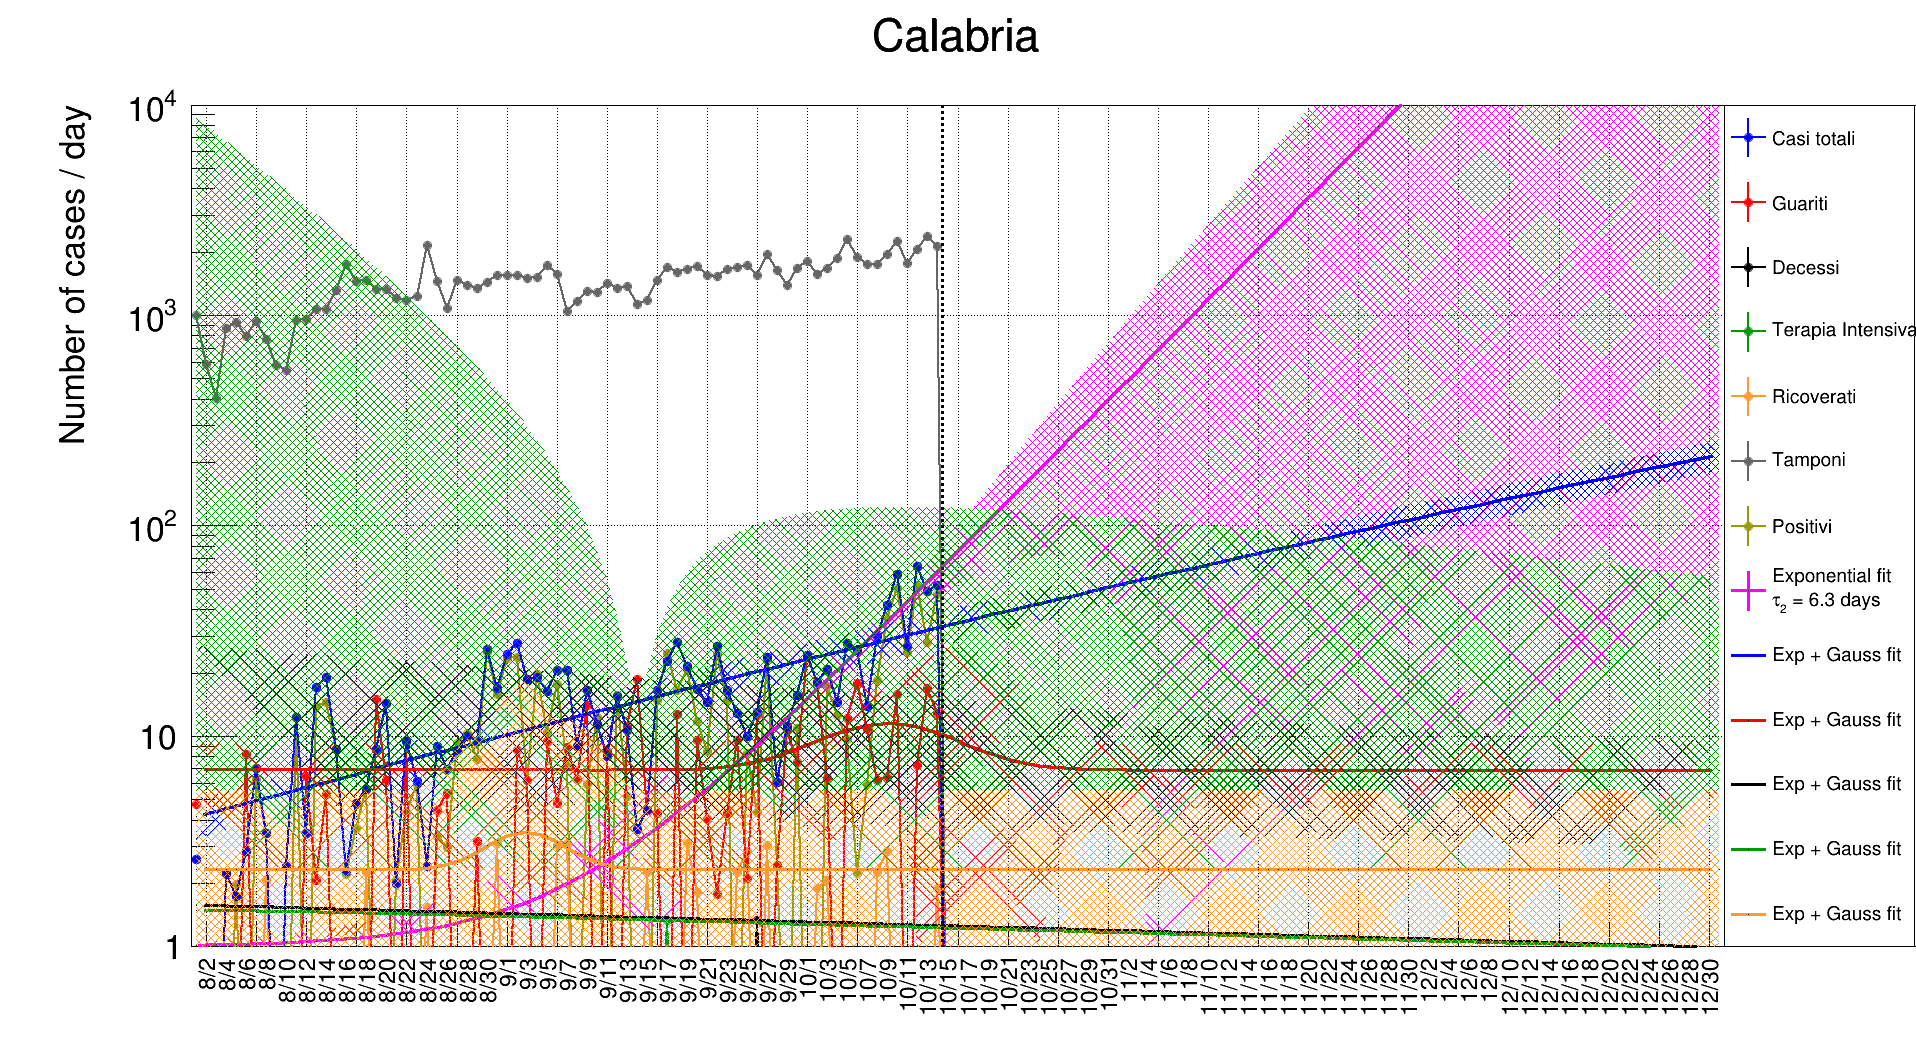 Calabria
Number of cases / day
10^4
10^3
10^2
10
1
8/2 8/4 8/6 8/8 8/10 8/12 8/14 8/16 8/18 8/20 8/22 8/24 8/26 8/28 8/30 9/1 9/3 9/5 9/7 9/9 9/11 9/13 9/15 9/17 9/19 9/21 9/23 9/25 9/27 9/29 10/1 10/3 10/5 10/7 10/9 10/11 10/13 10/15 10/17 10/19 10/21 10/23 10/25 10/27 10/29 10/31 11/2 11/4 11/6 11/8 11/10 11/12 11/14 11/16 11/18 11/20 11/22 11/24 11/26 11/28 11/30 12/2 12/4 12/6 12/8 12/10 12/12 12/14 12/16 12/18 12/20 12/22 12/24 12/26 12/28 12/30
Casi totali
Guariti
Decessi
Terapia Intensiva
Ricoverati
Tamponi
Positivi
Exponential fit
τ₂ = 6.3 days
Exp + Gauss fit
Exp + Gauss fit
Exp + Gauss fit
Exp + Gauss fit
Exp + Gauss fit